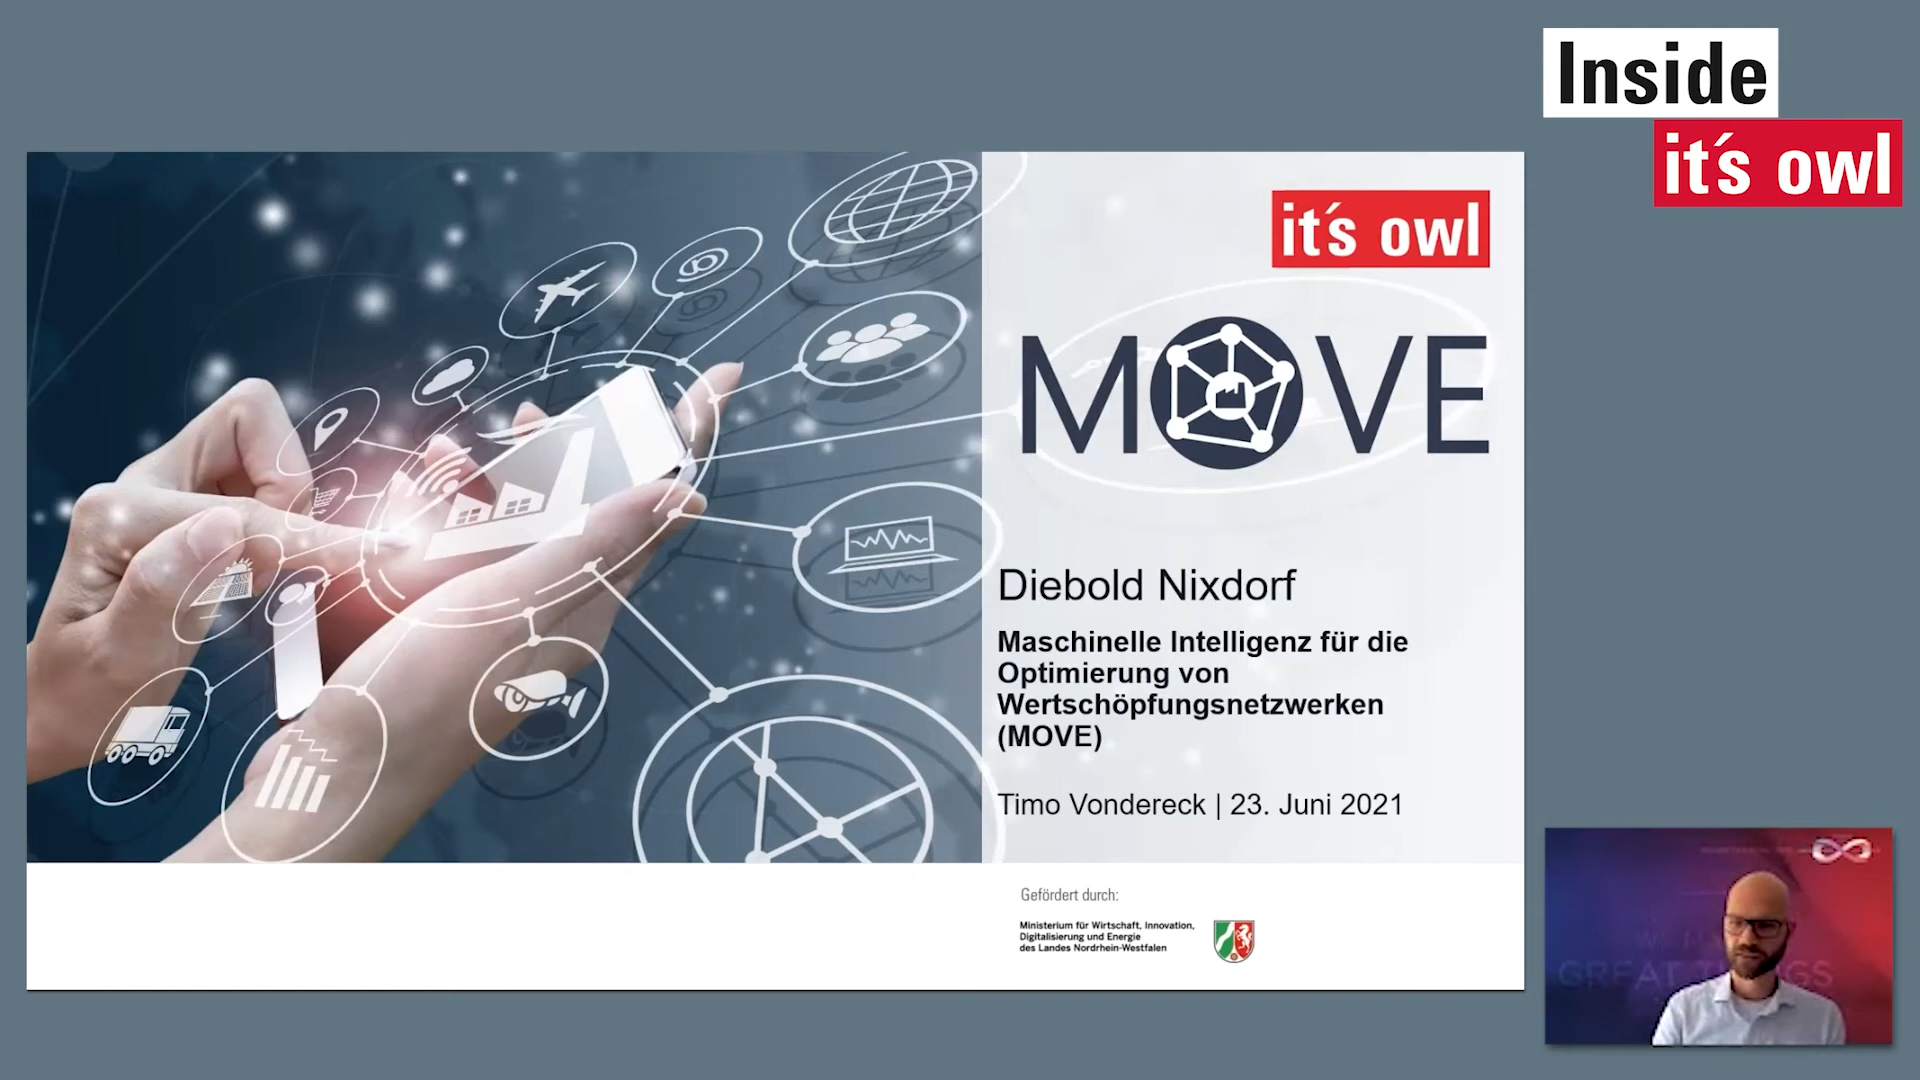 Inside
it´s owl
it´s owl
MOVE
Diebold Nixdorf
Maschinelle Intelligenz für die
Optimierung von
Wertschöpfungsnetzwerken
(MOVE)
Timo Vondereck | 23. Juni 2021
Gefördert durch:
Ministerium für Wirtschaft, Innovation,
Digitalisierung und Energie
des Landes Nordrhein-Westfalen